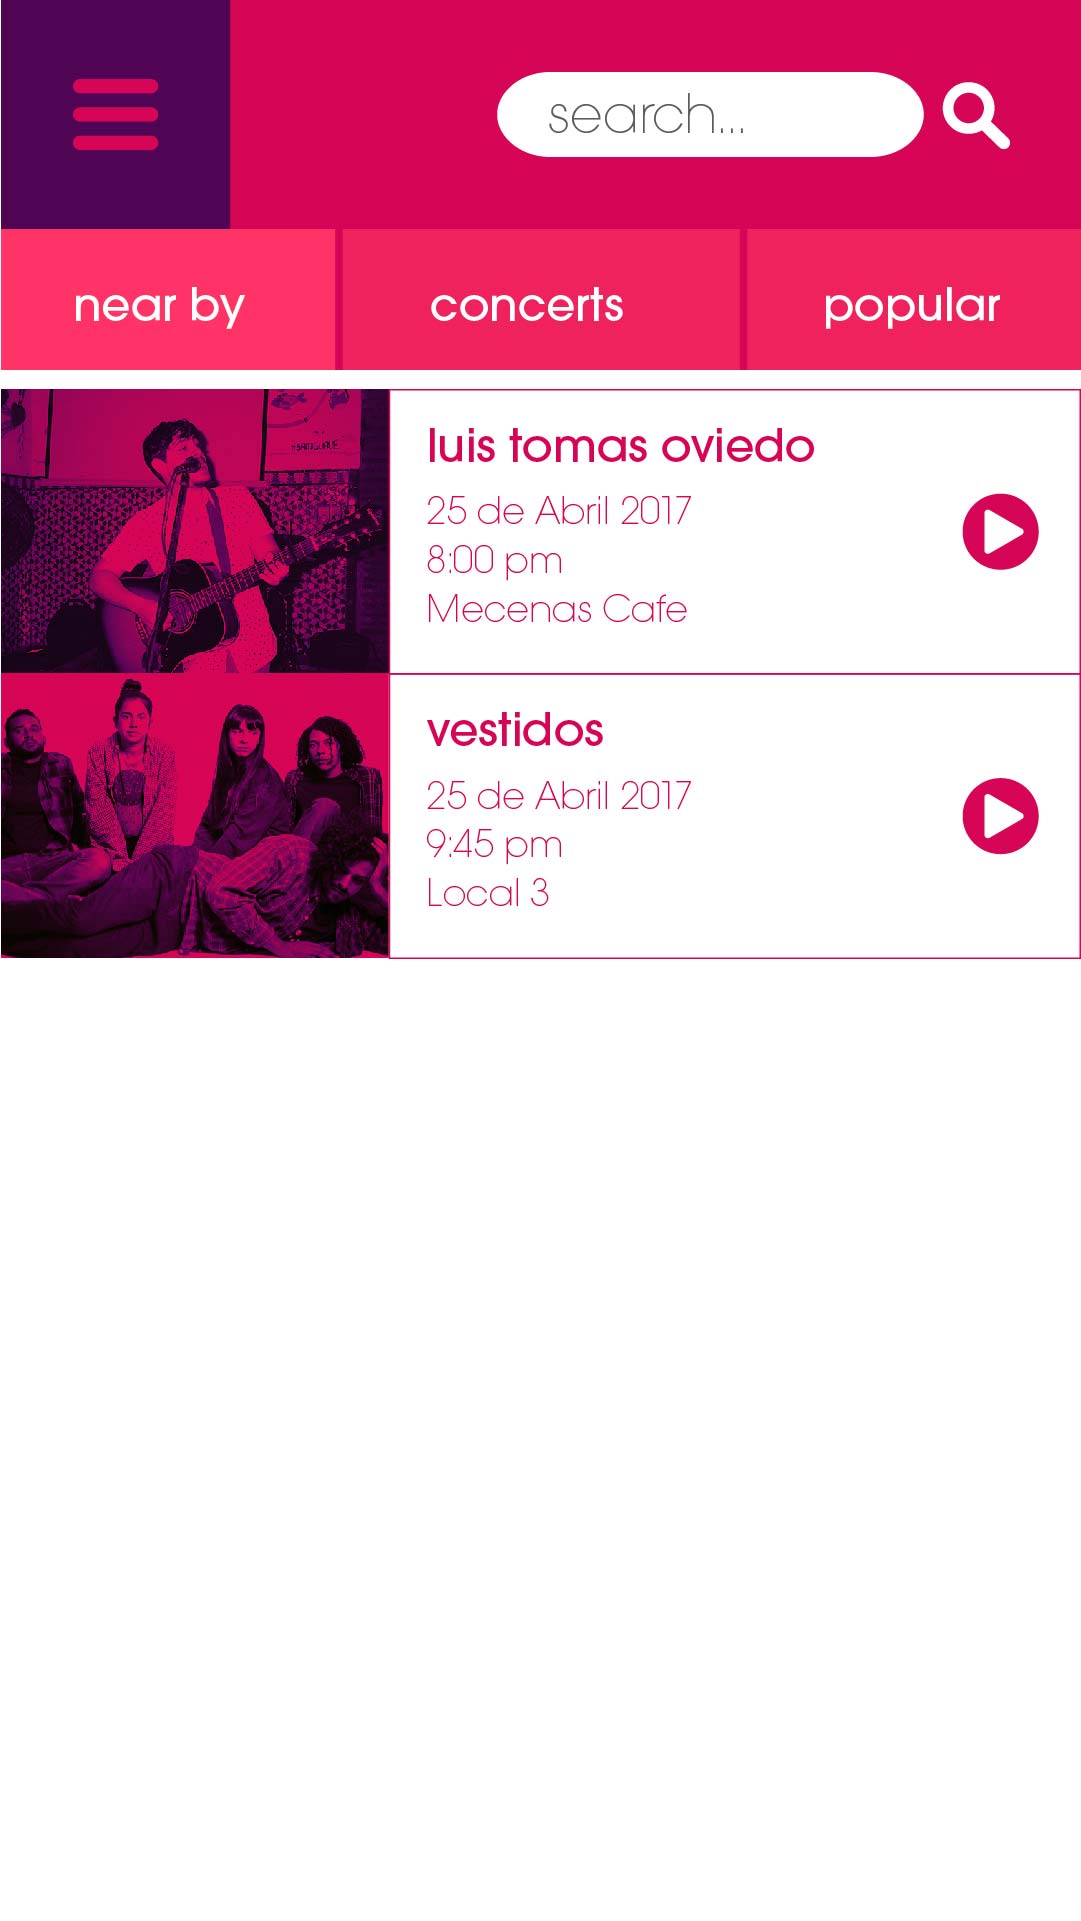 search...
near by
concerts
popular
luis tomas oviedo
25 de Abril 2017
8:00 pm
Mecenas Cafe
vestidos
25 de Abril 2017
9:45 pm
Local 3